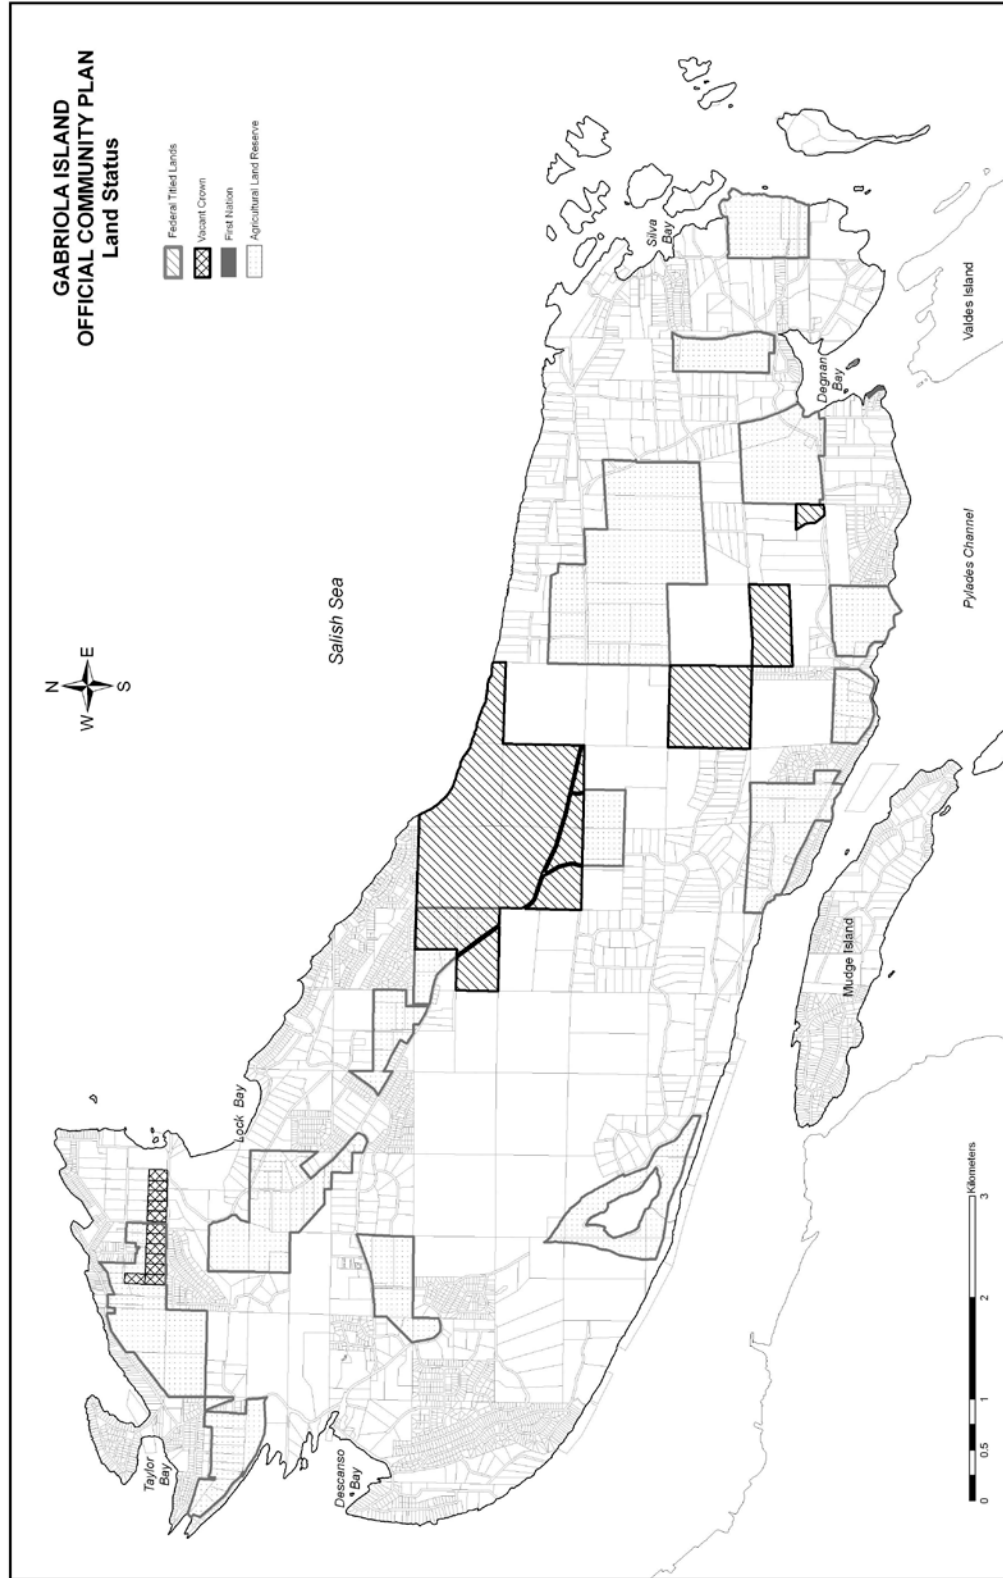 GABRIOLA ISLAND
OFFICIAL COMMUNITY PLAN
Land Status
Federal Titled Lands
Vacant Crown
First Nation
Agricultural Land Reserve
N
W E
S
Salish Sea
Taylor
Bay
Lock Bay
Descanso
Bay
Silva
Bay
Degnan
Bay
Valdes Island
Pylades Channel
Mudge Island
Kilometers
0 0.5 1 2 3